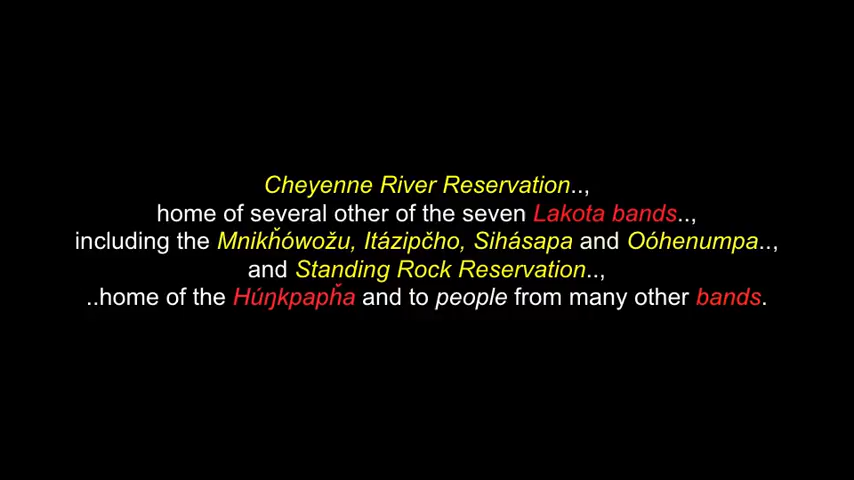 Cheyenne River Reservation..,
home of several other of the seven Lakota bands..,
including the Mnikȟówožu, Itázipčho, Sihásapa and Oóhenumpa..,
and Standing Rock Reservation..,
..home of the Húŋkpapȟa and to people from many other bands.